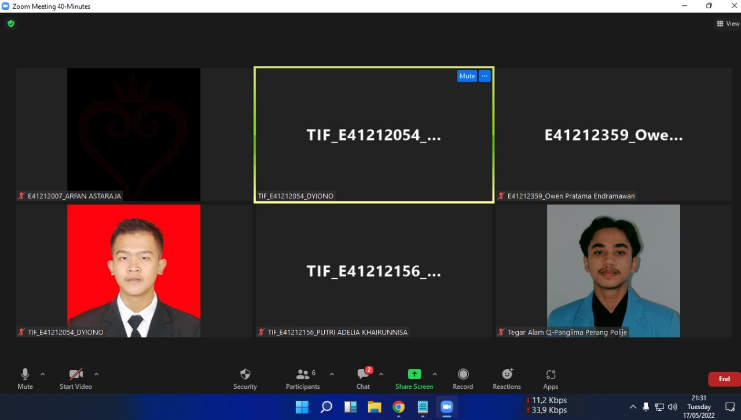 Zoom Meeting 40-Minutes
View
Mute
TIF_E41212054_...
E41212359_Owe...
E41212007_ARFAN ASTARAJA
TIF_E41212054_DYIONO
E41212359_Owen Pratama Endramawan
TIF_E41212156_...
TIF_E41212054_DYIONO
TIF_E41212156_PUTRI ADELIA KHAIRUNNISA
Tegar Alam Q-Panglima Perang Polije
6
2
Mute
Start Video
Security
Participants
Chat
Share Screen
Record
Reactions
Apps
End
11,2 Kbps
33,9 Kbps
21:31
Tuesday
17/05/2022